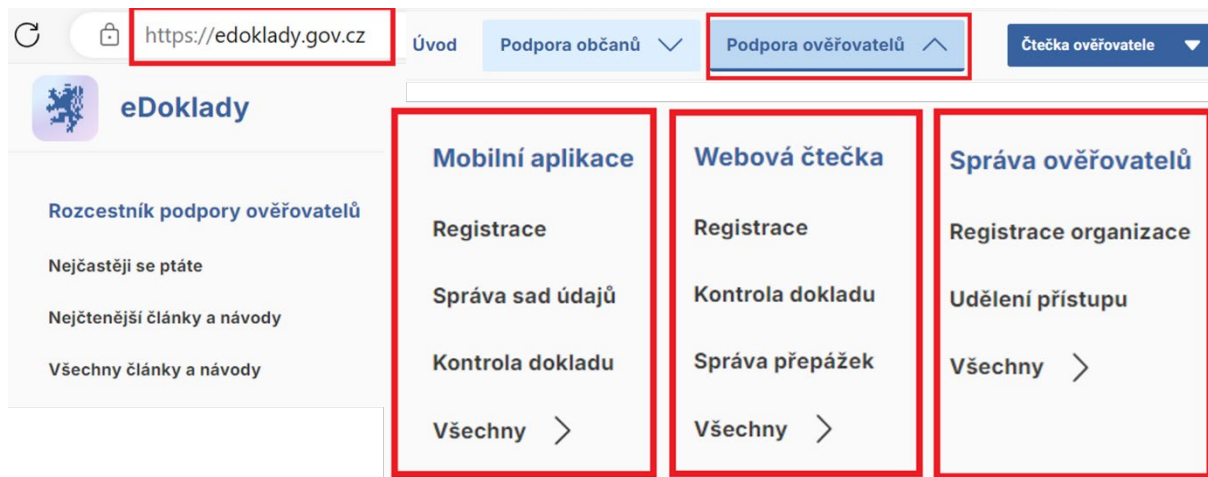 https://edoklady.gov.cz
Úvod
Podpora občanů
Podpora ověřovatelů
Čtečka ověřovatele
eDoklady
Rozcestník podpory ověřovatelů
Nejčastěji se ptáte
Nejčtenější články a návody
Všechny články a návody
Mobilní aplikace
Registrace
Správa sad údajů
Kontrola dokladu
Všechny
Webová čtečka
Registrace
Kontrola dokladu
Správa přepážek
Všechny
Správa ověřovatelů
Registrace organizace
Udělení přístupu
Všechny